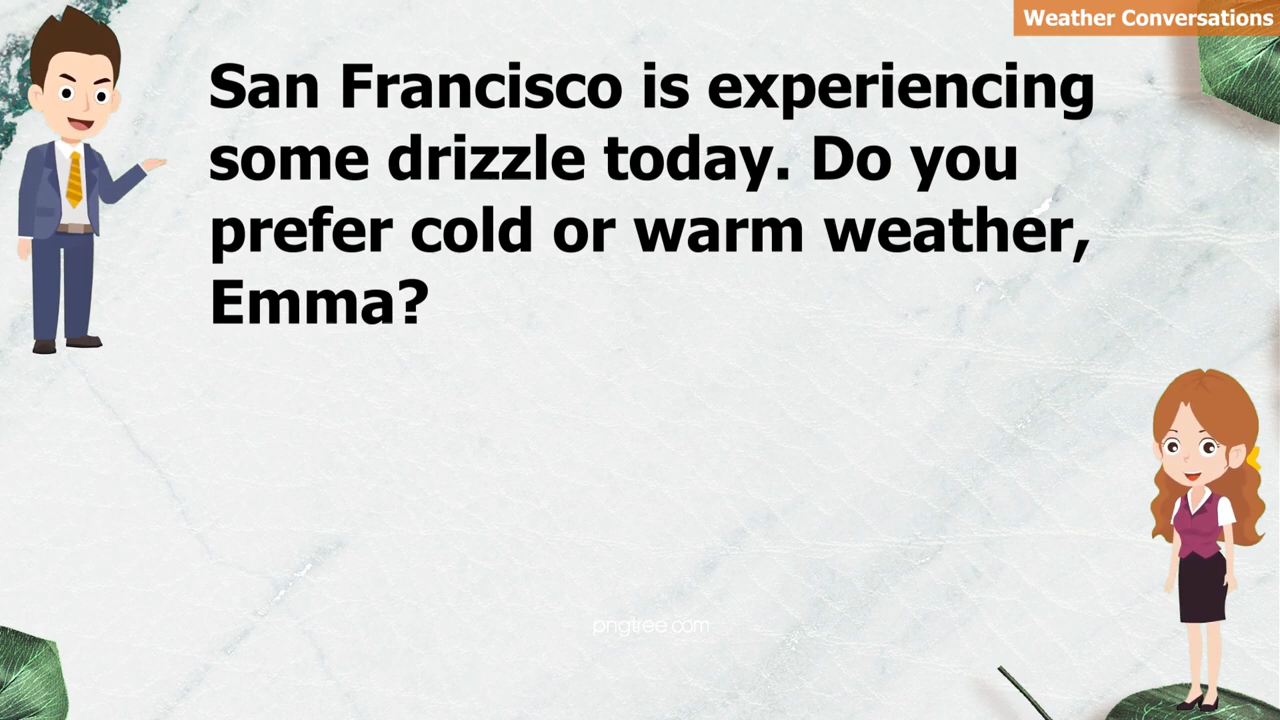 Weather Conversations
San Francisco is experiencing
some drizzle today. Do you
prefer cold or warm weather,
Emma?
pngtree.com